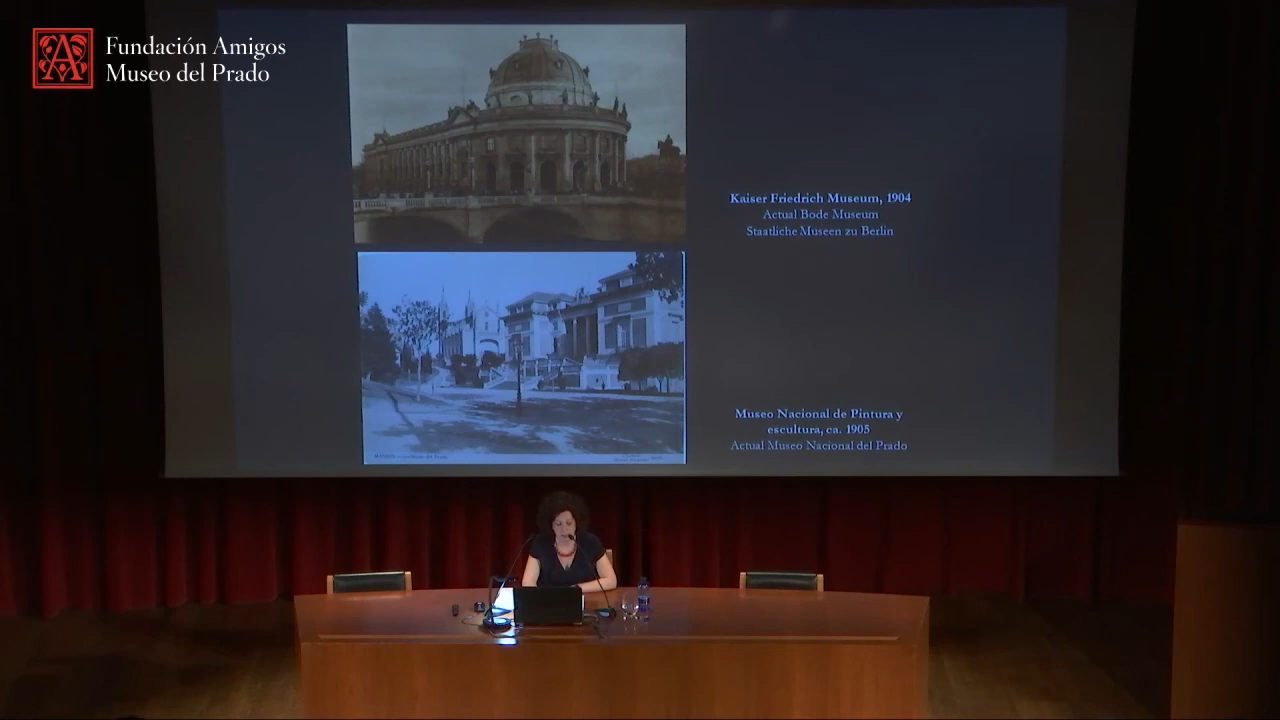 Fundación Amigos
Museo del Prado
Kaiser Friedrich Museum, 1904
Actual Bode Museum
Staatliche Museen zu Berlin
Museo Nacional de Pintura y
escultura, ca. 1905
Actual Museo Nacional del Prado